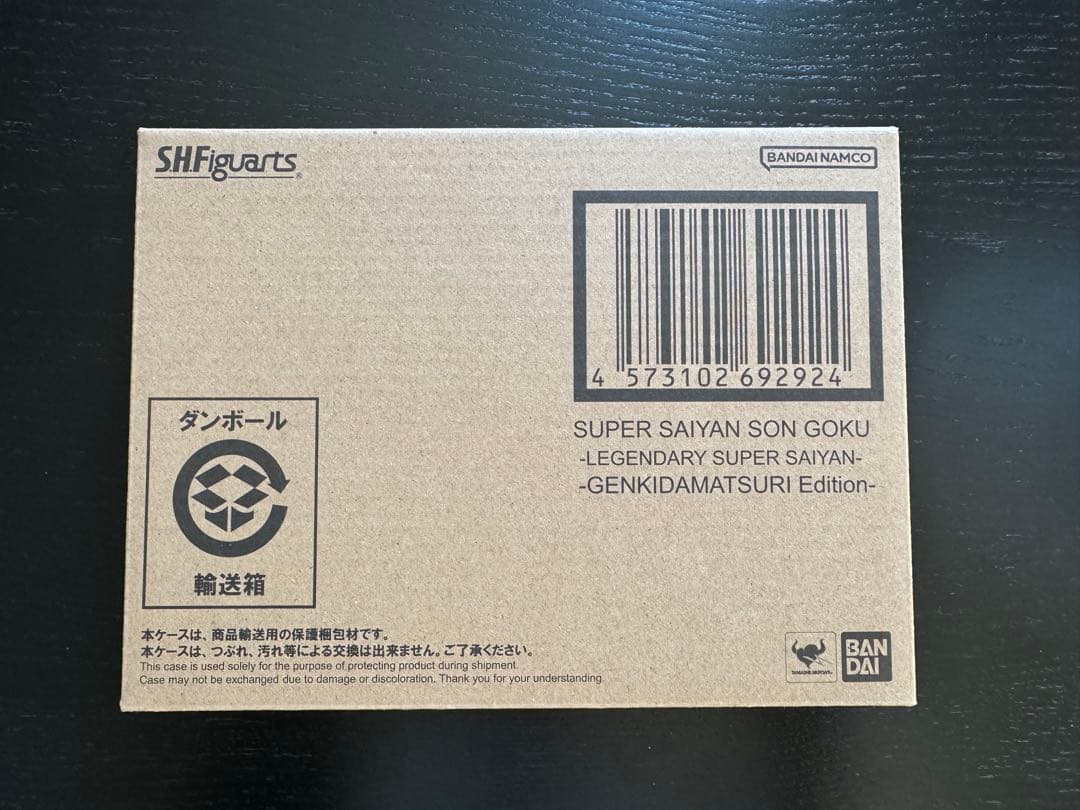 S.H.Figuarts®
BANDAI NAMCO
4 573102 692924
SUPER SAIYAN SON GOKU
-LEGENDARY SUPER SAIYAN-
-GENKIDAMATSURI Edition-
ダンボール
輸送箱
本ケースは、商品輸送用の保護梱包材です。
本ケースは、つぶれ、汚れ等による交換は出来ません。ご了承ください。
This case is used solely for the purpose of protecting product during shipment.
Case may not be exchanged due to damage or discoloration. Thank you for your understanding.
TAMASHII NATIONS
BAN
DAI